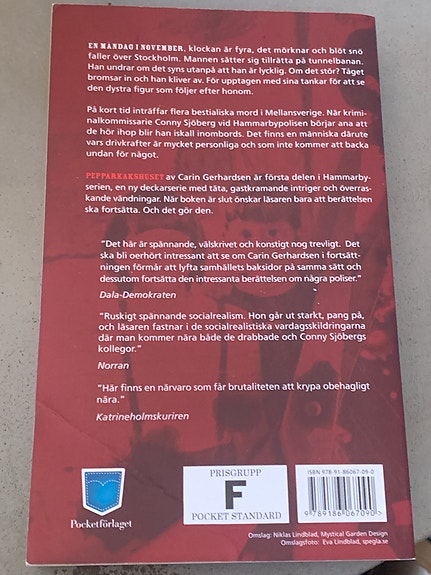 EN MÅNDAG I NOVEMBER, klockan är fyra, det mörknar och blöt snö
faller över Stockholm. Mannen sätter sig tillrätta på tunnelbanan.
Han undrar om det syns utanpå att han är lycklig. Om det stör? Tåget
bromsar in och han kliver av. För upptagen med sina tankar för att se
den dystra figur som följer efter honom.
På kort tid inträffar flera bestialiska mord i Mellansverige. När krimi-
nalkommissarie Conny Sjöberg vid Hammarbypolisen börjar ana att
de hör ihop blir han iskall inombords. Det finns en människa därute
vars drivkrafter är mycket personliga och som inte kommer att backa
undan för något.
PEPPARKAKSHUSET av Carin Gerhardsen är första delen i Hammarby-
serien, en ny deckarserie med täta, gastkramande intriger och överras-
kande vändningar. När boken är slut önskar läsaren bara att berättelsen
ska fortsätta. Och det gör den.
"Det här är spännande, välskrivet och konstigt nog trevligt. Det
ska bli oerhört intressant att se om Carin Gerhardsen i fortsätt-
ningen förmår att lyfta samhällets baksidor på samma sätt och
dessutom fortsätta den intressanta berättelsen om några poliser."
Dala-Demokraten
"Ruskigt spännande socialrealism. Hon går ut starkt, pang på,
och läsaren fastnar i de socialrealistiska vardagsskildringarna
där man kommer nära både de drabbade och Conny Sjöbergs
kollegor."
Norran
"Här finns en närvaro som får brutaliteten att krypa obehagligt
nära."
Katrineholmskuriren
Pocketförlaget
PRISGRUPP
F
POCKET STANDARD
ISBN 978-91-86067-09-0
9 789186 067090 >
Omslag: Niklas Lindblad, Mystical Garden Design
Omslagsfoto: Eva Lindblad, spegla.se